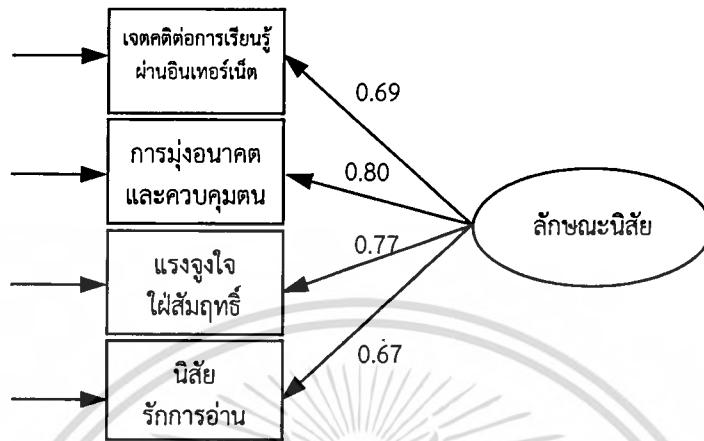 เจตคติต่อการเรียนรู้
ผ่านอินเทอร์เน็ต
0.69
การมุ่งอนาคต
และควบคุมตน
0.80
ลักษณะนิสัย
แรงจูงใจ
ใฝ่สัมฤทธิ์
0.77
นิสัย
รักการอ่าน
0.67